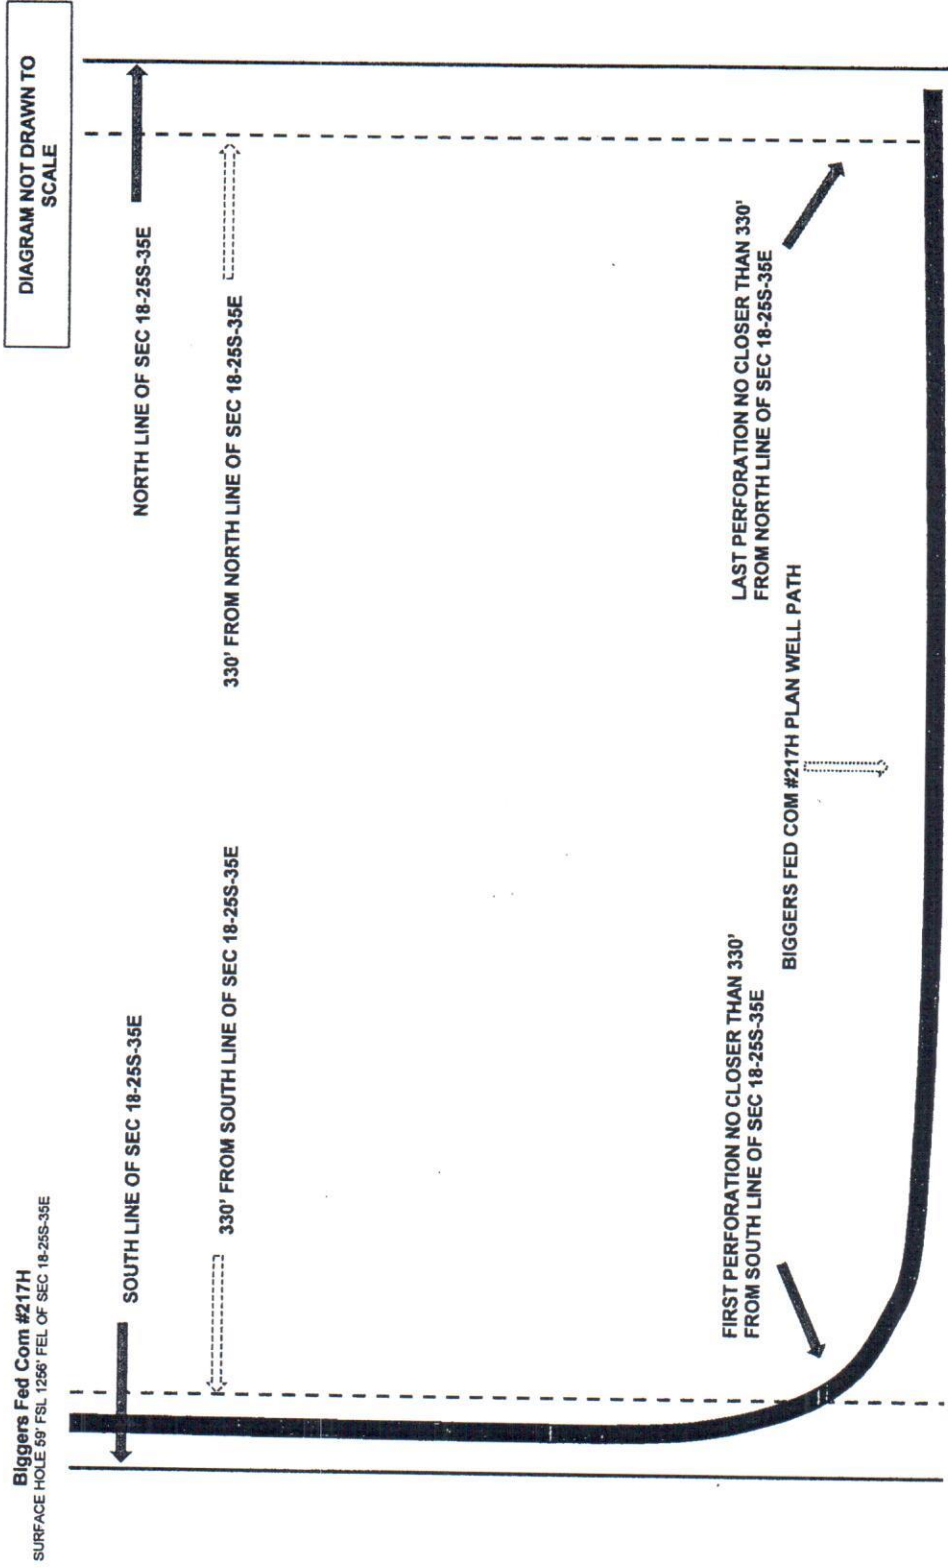 DIAGRAM NOT DRAWN TO
SCALE
Biggers Fed Com #217H
SURFACE HOLE 59' FSL 1256' FEL OF SEC 18-25S-35E
SOUTH LINE OF SEC 18-25S-35E
NORTH LINE OF SEC 18-25S-35E
330' FROM SOUTH LINE OF SEC 18-25S-35E
330' FROM NORTH LINE OF SEC 18-25S-35E
FIRST PERFORATION NO CLOSER THAN 330'
FROM SOUTH LINE OF SEC 18-25S-35E
LAST PERFORATION NO CLOSER THAN 330'
FROM NORTH LINE OF SEC 18-25S-35E
BIGGERS FED COM #217H PLAN WELL PATH